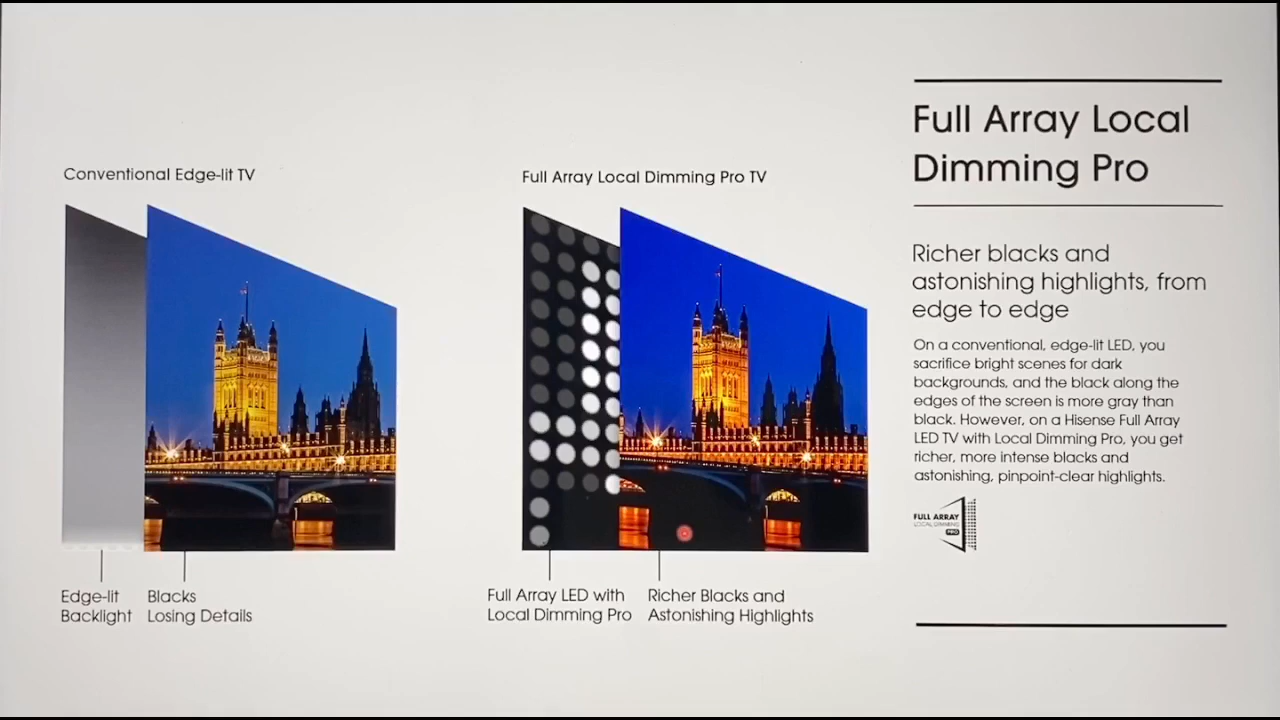 Full Array Local
Dimming Pro
Conventional Edge-lit TV
Full Array Local Dimming Pro TV
Richer blacks and
astonishing highlights, from
edge to edge
On a conventional, edge-lit LED, you
sacrifice bright scenes for dark
backgrounds, and the black along the
edges of the screen is more gray than
black. However, on a Hisense Full Array
LED TV with Local Dimming Pro, you get
richer, more intense blacks and
astonishing, pinpoint-clear highlights.
FULL ARRAY
LOCAL DIMMING
PRO
Edge-lit
Backlight
Blacks
Losing Details
Full Array LED with
Local Dimming Pro
Richer Blacks and
Astonishing Highlights